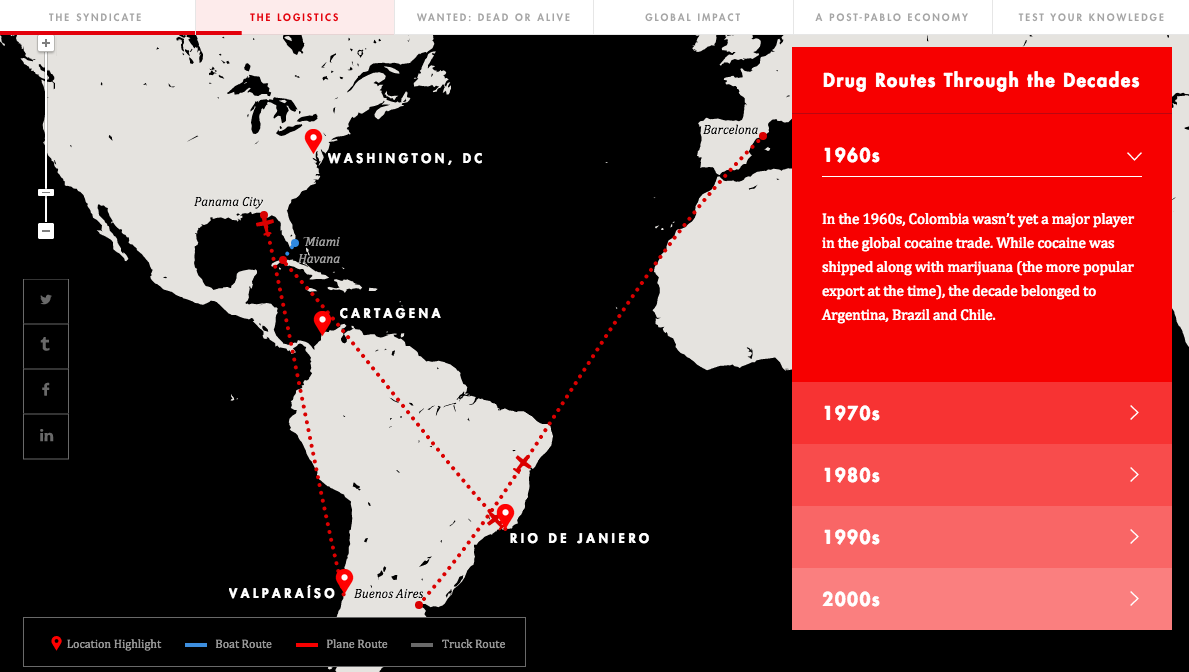 THE SYNDICATE
THE LOGISTICS
WANTED: DEAD OR ALIVE
GLOBAL IMPACT
A POST-PABLO ECONOMY
TEST YOUR KNOWLEDGE
WASHINGTON, DC
Panama City
Miami
Havana
CARTAGENA
Barcelona
RIO DE JANIERO
VALPARAÍSO
Buenos Aires
Location Highlight
Boat Route
Plane Route
Truck Route
Drug Routes Through the Decades
1960s
In the 1960s, Colombia wasn't yet a major player
in the global cocaine trade. While cocaine was
shipped along with marijuana (the more popular
export at the time), the decade belonged to
Argentina, Brazil and Chile.
1970s
1980s
1990s
2000s